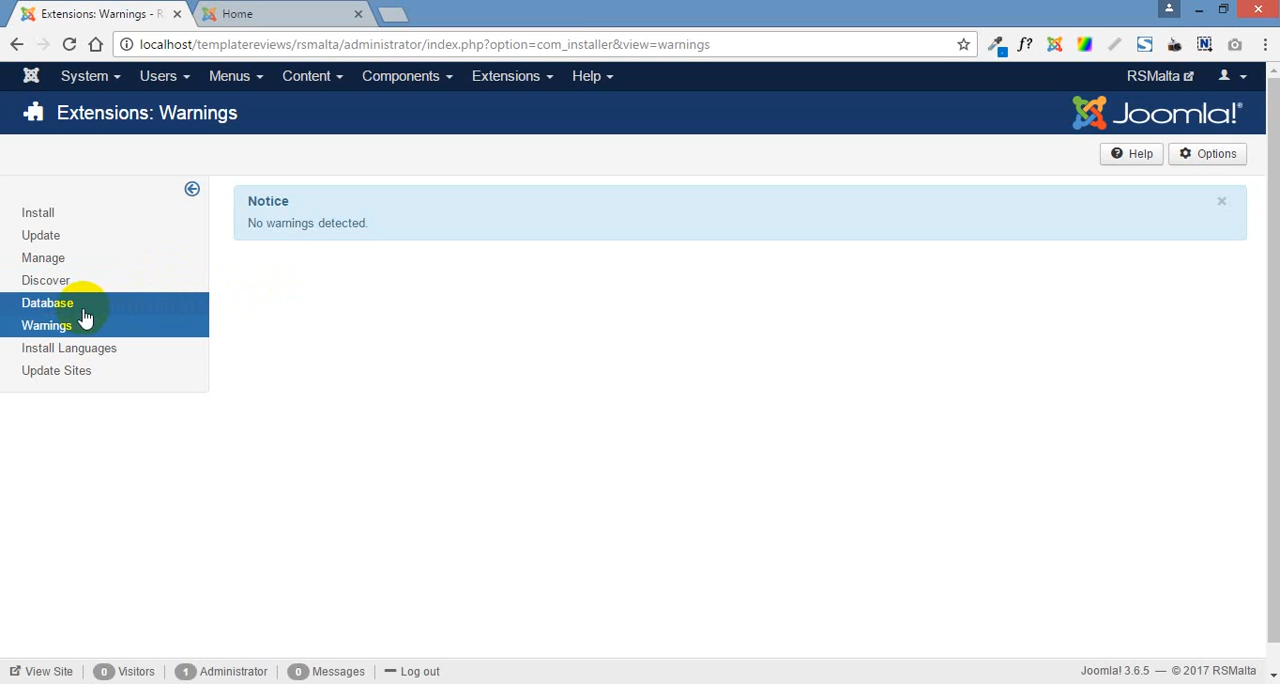 Extensions: Warnings - R
Home
localhost/templatereviews/rsmalta/administrator/index.php?option=com_installer&view=warnings
f?
System Users Menus Content Components Extensions Help RSMalta
Extensions: Warnings
Joomla!®
Help
Options
Install
Update
Manage
Discover
Database
Warnings
Install Languages
Update Sites
Notice
No warnings detected.
View Site 0 Visitors 1 Administrator 0 Messages Log out Joomla! 3.6.5 — © 2017 RSMalta